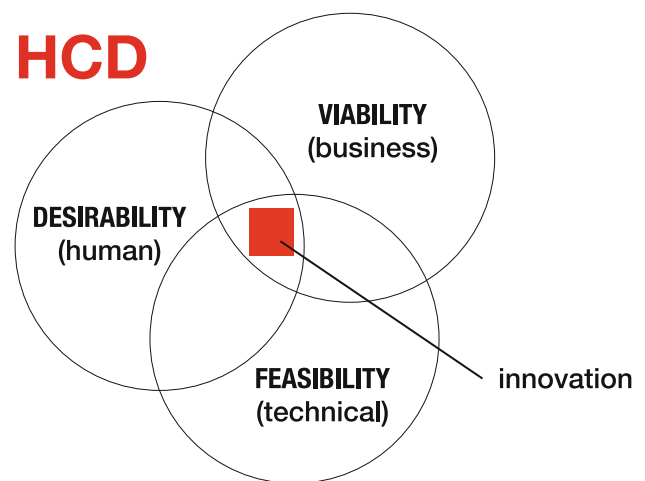 HCD
VIABILITY
(business)
DESIRABILITY
(human)
FEASIBILITY
(technical)
innovation